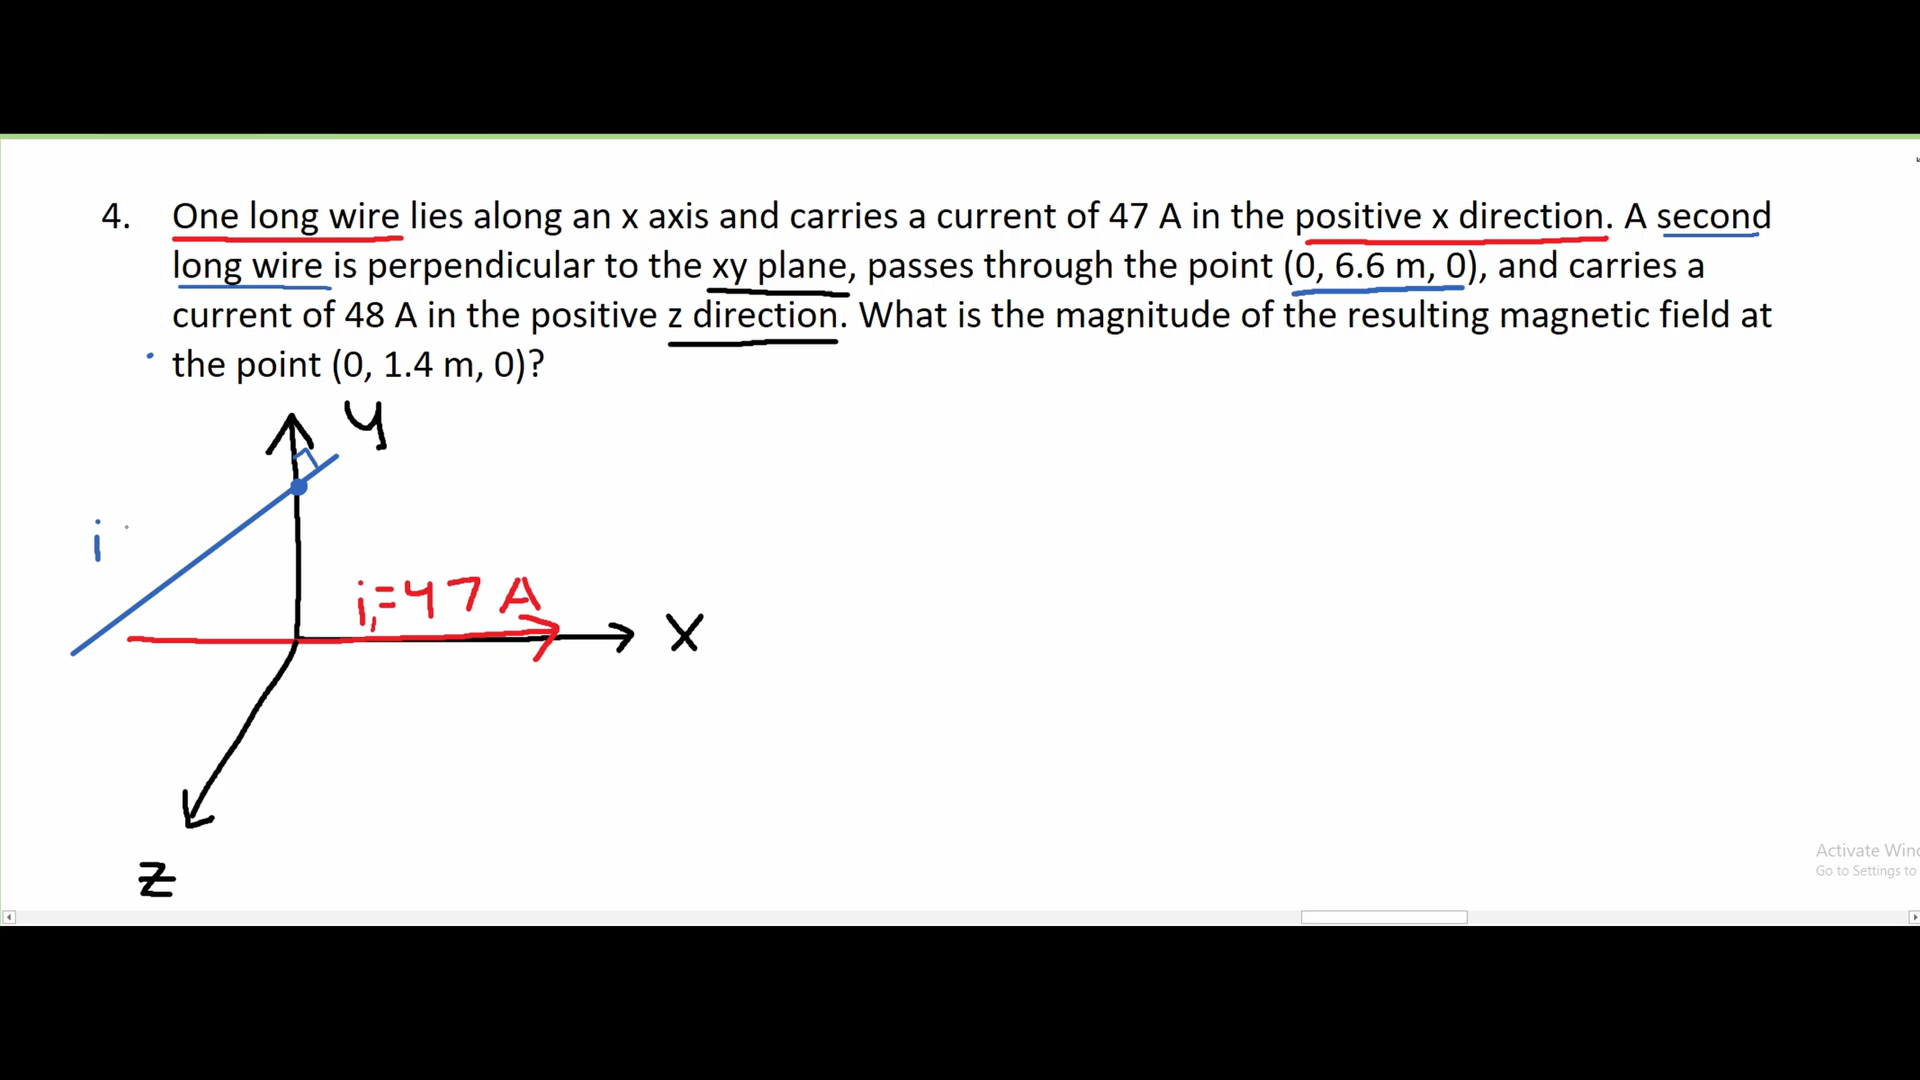 4. One long wire lies along an x axis and carries a current of 47 A in the positive x direction. A second
long wire is perpendicular to the xy plane, passes through the point (0, 6.6 m, 0), and carries a
current of 48 A in the positive z direction. What is the magnitude of the resulting magnetic field at
the point (0, 1.4 m, 0)?
y
i
i₁=47 A
x
z
Activate Wind
Go to Settings to